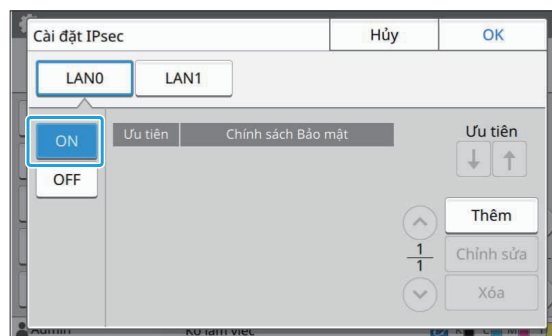 Cài đặt IPsec
Hủy
OK
LAN0
LAN1
ON
OFF
Ưu tiên
Chính sách Bảo mật
Ưu tiên
Thêm
1
1
Chỉnh sửa
Xóa
Admin